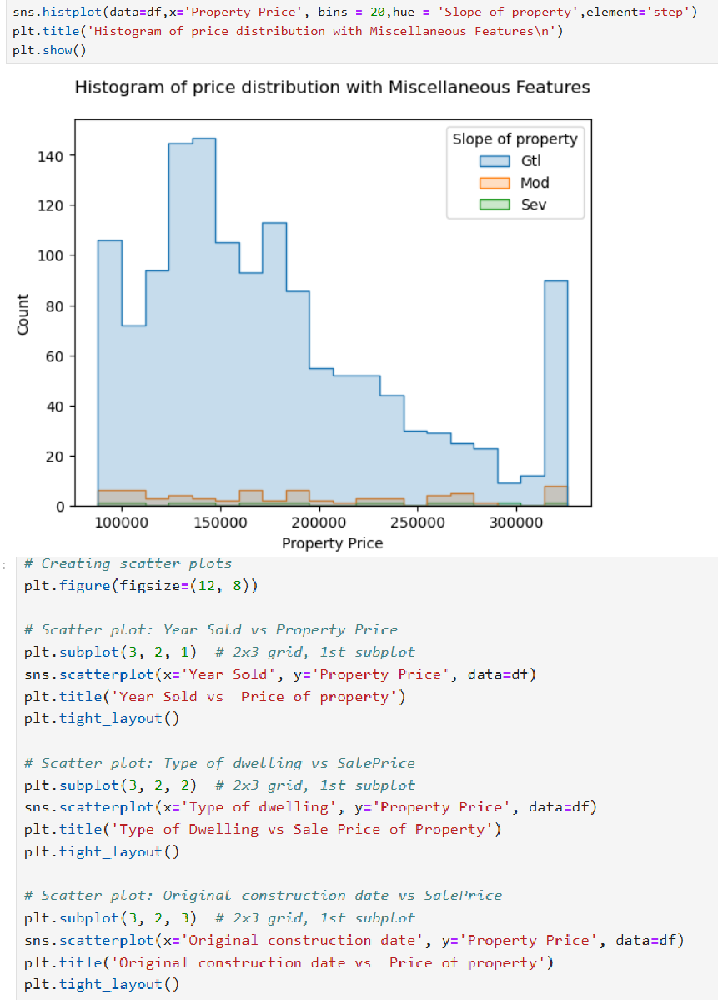 sns.histplot(data=df,x='Property Price', bins = 20,hue = 'Slope of property',element='step')
plt.title('Histogram of price distribution with Miscellaneous Features\n')
plt.show()
Histogram of price distribution with Miscellaneous Features
Slope of property
Gtl
Mod
Sev
140
120
100
80
60
40
20
0
Count
100000 150000 200000 250000 300000
Property Price
: # Creating scatter plots
plt.figure(figsize=(12, 8))
# Scatter plot: Year Sold vs Property Price
plt.subplot(3, 2, 1)  # 2x3 grid, 1st subplot
sns.scatterplot(x='Year Sold', y='Property Price', data=df)
plt.title('Year Sold vs  Price of property')
plt.tight_layout()
# Scatter plot: Type of dwelling vs SalePrice
plt.subplot(3, 2, 2)  # 2x3 grid, 1st subplot
sns.scatterplot(x='Type of dwelling', y='Property Price', data=df)
plt.title('Type of Dwelling vs Sale Price of Property')
plt.tight_layout()
# Scatter plot: Original construction date vs SalePrice
plt.subplot(3, 2, 3)  # 2x3 grid, 1st subplot
sns.scatterplot(x='Original construction date', y='Property Price', data=df)
plt.title('Original construction date vs  Price of property')
plt.tight_layout()